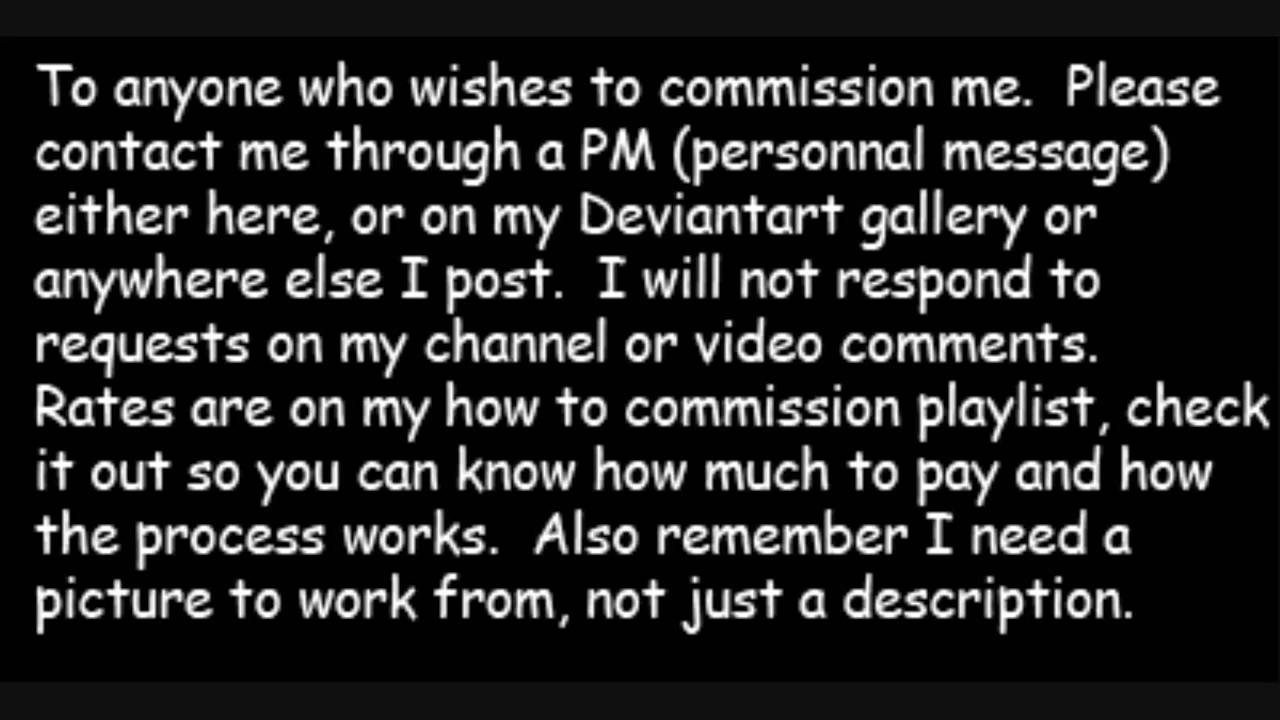 To anyone who wishes to commission me.  Please
contact me through a PM (personnal message)
either here, or on my Deviantart gallery or
anywhere else I post.  I will not respond to
requests on my channel or video comments.
Rates are on my how to commission playlist, check
it out so you can know how much to pay and how
the process works.  Also remember I need a
picture to work from, not just a description.